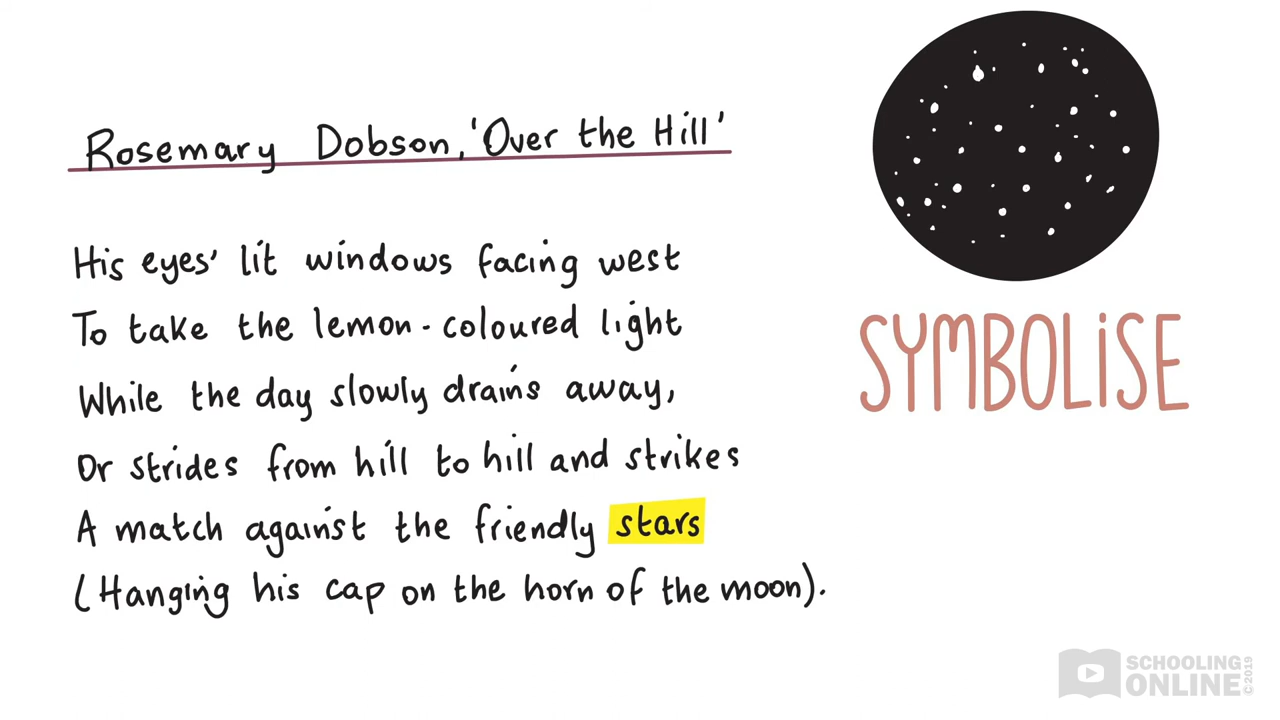 Rosemary Dobson, 'Over the Hill'
His eyes' lit windows facing west
To take the lemon-coloured light
While the day slowly drains away,
Or strides from hill to hill and strikes
A match against the friendly stars
(Hanging his cap on the horn of the moon).
SYMBOLiSE
SCHOOLING
ONLINE
©2019